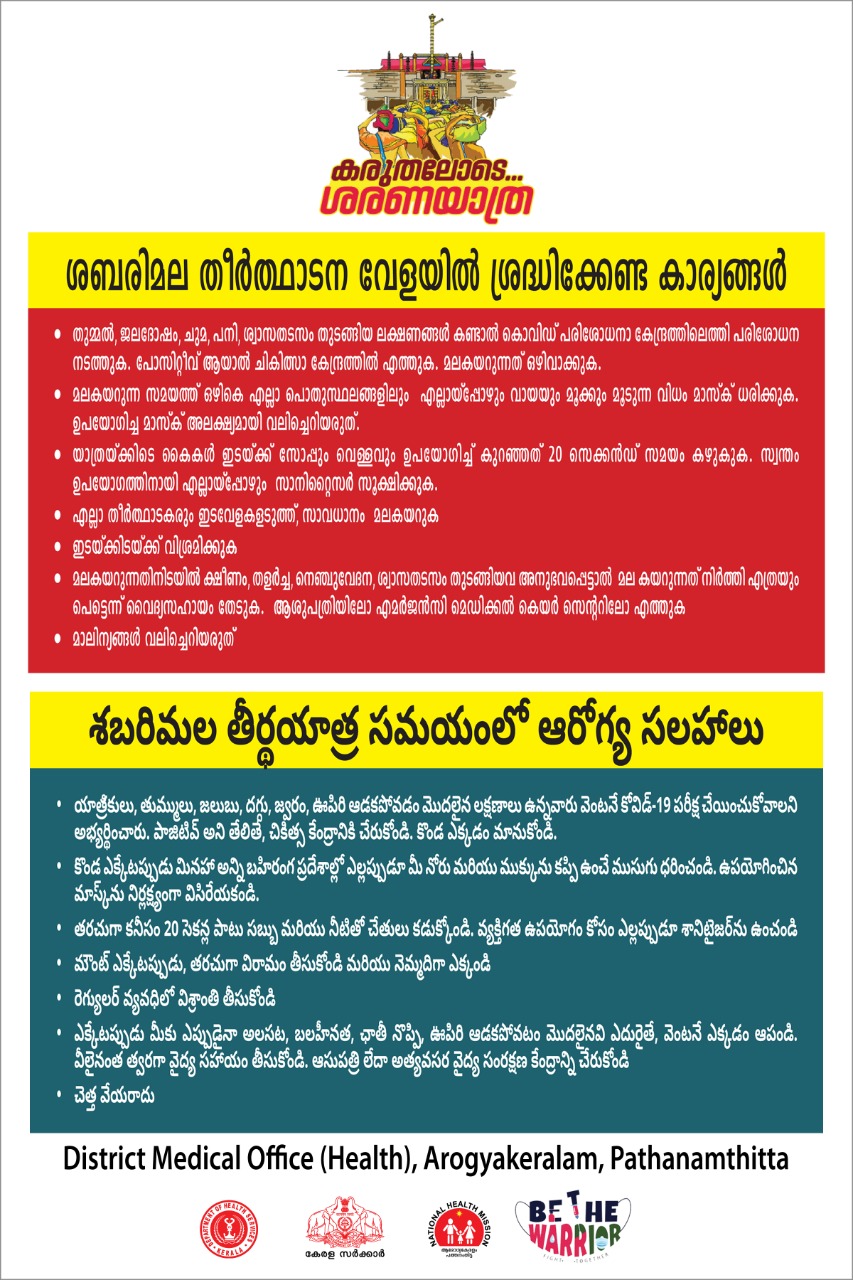 കരുതലോടെ...
ശരണയാത്ര
ശബരിമല തീർത്ഥാടന വേളയിൽ ശ്രദ്ധിക്കേണ്ട കാര്യങ്ങൾ
• തുമ്മൽ, ജലദോഷം, ചുമ, പനി, ശ്വാസതടസം തുടങ്ങിയ ലക്ഷണങ്ങൾ കണ്ടാൽ കൊവിഡ് പരിശോധനാ കേന്ദ്രത്തിലെത്തി പരിശോധന
നടത്തുക. പോസിറ്റീവ് ആയാൽ ചികിത്സാ കേന്ദ്രത്തിൽ എത്തുക. മലകയറുന്നത് ഒഴിവാക്കുക.
• മലകയറുന്ന സമയത്ത് ഒഴികെ എല്ലാ പൊതുസ്ഥലങ്ങളിലും എല്ലായ്പ്പോഴും വായയും മൂക്കും മൂടുന്ന വിധം മാസ്ക് ധരിക്കുക.
ഉപയോഗിച്ച മാസ്ക് അലക്ഷ്യമായി വലിച്ചെറിയരുത്.
• യാത്രയ്ക്കിടെ കൈകൾ ഇടയ്ക്ക് സോപ്പും വെള്ളവും ഉപയോഗിച്ച് കുറഞ്ഞത് 20 സെക്കൻഡ് സമയം കഴുകുക. സ്വന്തം
ഉപയോഗത്തിനായി എല്ലായ്പ്പോഴും സാനിറ്റൈസർ സൂക്ഷിക്കുക.
• എല്ലാ തീർത്ഥാടകരും ഇടവേളകളടുത്ത്, സാവധാനം മലകയറുക
• ഇടയ്ക്കിടയ്ക്ക് വിശ്രമിക്കുക
• മലകയറുന്നതിനിടയിൽ ക്ഷീണം, തളർച്ച, നെഞ്ചുവേദന, ശ്വാസതടസം തുടങ്ങിയവ അനുഭവപ്പെട്ടാൽ മല കയറുന്നത് നിർത്തി എത്രയും
പെട്ടെന്ന് വൈദ്യസഹായം തേടുക. ആശുപത്രിയിലോ എമർജൻസി മെഡിക്കൽ കെയർ സെന്ററിലോ എത്തുക
• മാലിന്യങ്ങൾ വലിച്ചെറിയരുത്
శబరిమల తీర్థయాత్ర సమయంలో ఆరోగ్య సలహాలు
• యాత్రికులు, తుమ్ములు, జలుబు, దగ్గు, జ్వరం, ఊపిరి ఆడకపోవడం మొదలైన లక్షణాలు ఉన్నవారు వెంటనే కోవిడ్-19 పరీక్ష చేయించుకోవాలని
అభ్యర్థించారు. పాజిటివ్ అని తేలితే, చికిత్స కేంద్రానికి చేరుకోండి. కొండ ఎక్కడం మానుకోండి.
• కొండ ఎక్కేటప్పుడు మినహా అన్ని బహిరంగ ప్రదేశాల్లో ఎల్లప్పుడూ మీ నోరు మరియు ముక్కును కప్పి ఉంచే ముసుగు ధరించండి. ఉపయోగించిన
మాస్క్‌ను నిర్లక్ష్యంగా విసిరేయకండి.
• తరచుగా కనీసం 20 సెకన్ల పాటు సబ్బు మరియు నీటితో చేతులు కడుక్కోండి. వ్యక్తిగత ఉపయోగం కోసం ఎల్లప్పుడూ శానిటైజర్‌ను ఉంచండి
• మౌంట్ ఎక్కేటప్పుడు, తరచుగా విరామం తీసుకోండి మరియు నెమ్మదిగా ఎక్కండి
• రెగ్యులర్ వ్యవధిలో విశ్రాంతి తీసుకోండి
• ఎక్కేటప్పుడు మీకు ఎప్పుడైనా అలసట, బలహీనత, ఛాతీ నొప్పి, ఊపిరి ఆడకపోవటం మొదలైనవి ఎదురైతే, వెంటనే ఎక్కడం ఆపండి.
వీలైనంత త్వరగా వైద్య సహాయం తీసుకోండి. ఆసుపత్రి లేదా అత్యవసర వైద్య సంరక్షణ కేంద్రాన్ని చేరుకోండి
• చెత్త వేయరాదు
District Medical Office (Health), Arogyakeralam, Pathanamthitta
DEPARTMENT OF HEALTH SERVICES
KERALA
കേരള സർക്കാർ
NATIONAL HEALTH MISSION
ആരോഗ്യകേരളം
പത്തനംതിട്ട
BE THE
WARRIOR